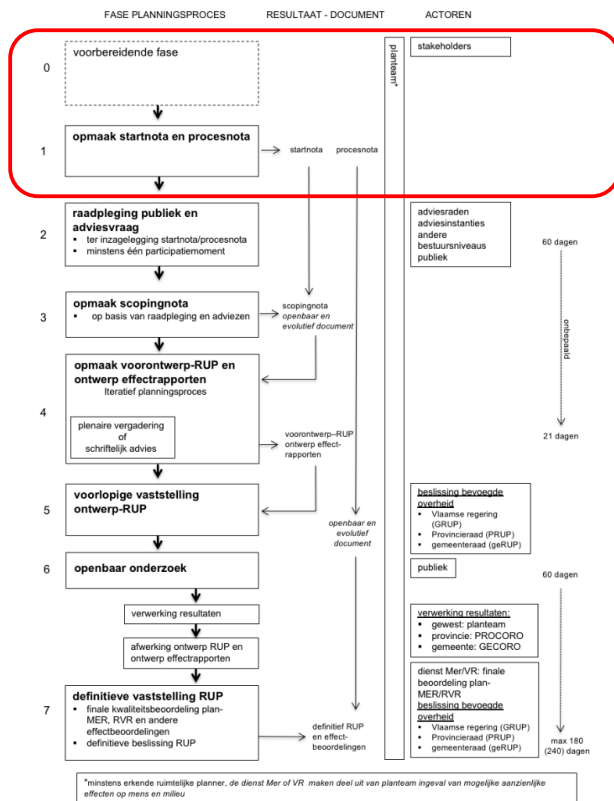 FASE PLANNINGSPROCES
RESULTAAT - DOCUMENT
ACTOREN
0
voorbereidende fase
planteam*
stakeholders
1
opmaak startnota en procesnota
startnota
procesnota
2
raadpleging publiek en
adviesvraag
▪ ter inzagelegging startnota/procesnota
▪ minstens één participatiemoment
adviesraden
adviesinstanties
andere
bestuursniveaus
publiek
60 dagen
3
opmaak scopingnota
▪ op basis van raadpleging en adviezen
scopingnota
openbaar en
evolutief document
onbepaald
4
opmaak voorontwerp-RUP en
ontwerp effectrapporten
Iteratief planningsproces
plenaire vergadering
of
schriftelijk advies
voorontwerp–RUP
ontwerp effect-
rapporten
21 dagen
5
voorlopige vaststelling
ontwerp-RUP
openbaar en
evolutief
document
beslissing bevoegde
overheid
▪ Vlaamse regering
(GRUP)
▪ Provincieraad (PRUP)
▪ gemeenteraad (geRUP)
6
openbaar onderzoek
publiek
60 dagen
verwerking resultaten
verwerking resultaten:
▪ gewest: planteam
▪ provincie: PROCORO
▪ gemeente: GECORO
afwerking ontwerp RUP en
ontwerp effectrapporten
7
definitieve vaststelling RUP
▪ finale kwaliteitsbeoordeling plan-
MER, RVR en andere
effectbeoordelingen
▪ definitieve beslissing RUP
definitief RUP
en effect-
beoordelingen
dienst Mer/VR: finale
beoordeling plan-
MER/RVR
beslissing bevoegde
overheid
▪ Vlaamse regering (GRUP)
▪ Provincieraad (PRUP)
▪ gemeenteraad (geRUP)
max 180
(240) dagen
*minstens erkende ruimtelijke planner, de dienst Mer of VR maken deel uit van planteam ingeval van mogelijke aanzienlijke
effecten op mens en milieu